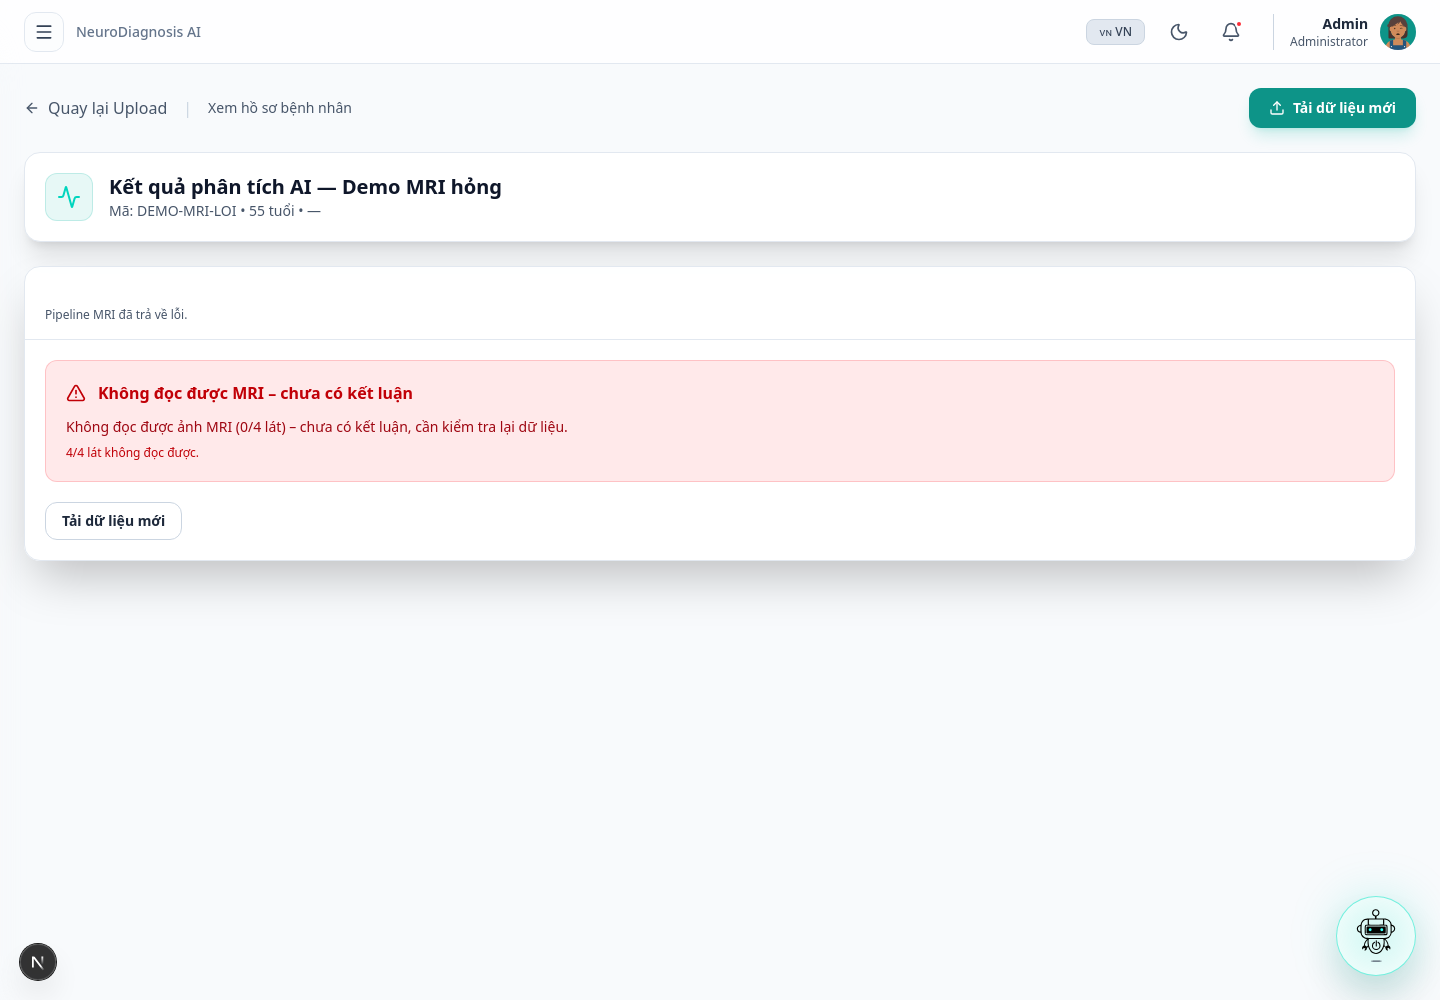 NeuroDiagnosis AI
VN VN
Admin
Administrator
Quay lại Upload | Xem hồ sơ bệnh nhân
Tải dữ liệu mới
Kết quả phân tích AI — Demo MRI hỏng
Mã: DEMO-MRI-LOI • 55 tuổi • —
Pipeline MRI đã trả về lỗi.
Không đọc được MRI – chưa có kết luận
Không đọc được ảnh MRI (0/4 lát) – chưa có kết luận, cần kiểm tra lại dữ liệu.
4/4 lát không đọc được.
Tải dữ liệu mới
N